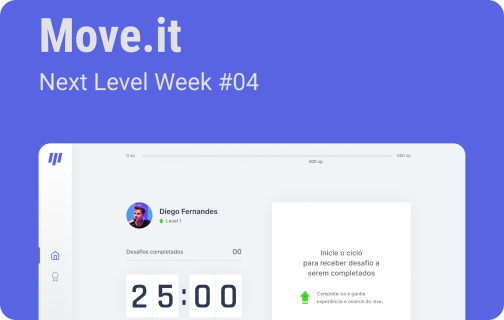 Move.it
Next Level Week #04
0 xp
400 xp
600 xp
Diego Fernandes
Level 1
Desafios completados 00
25:00
Inicie o ciclo
para receber desafio a
serem completados
Complete-os e ganhe
experiência e avance de leve.